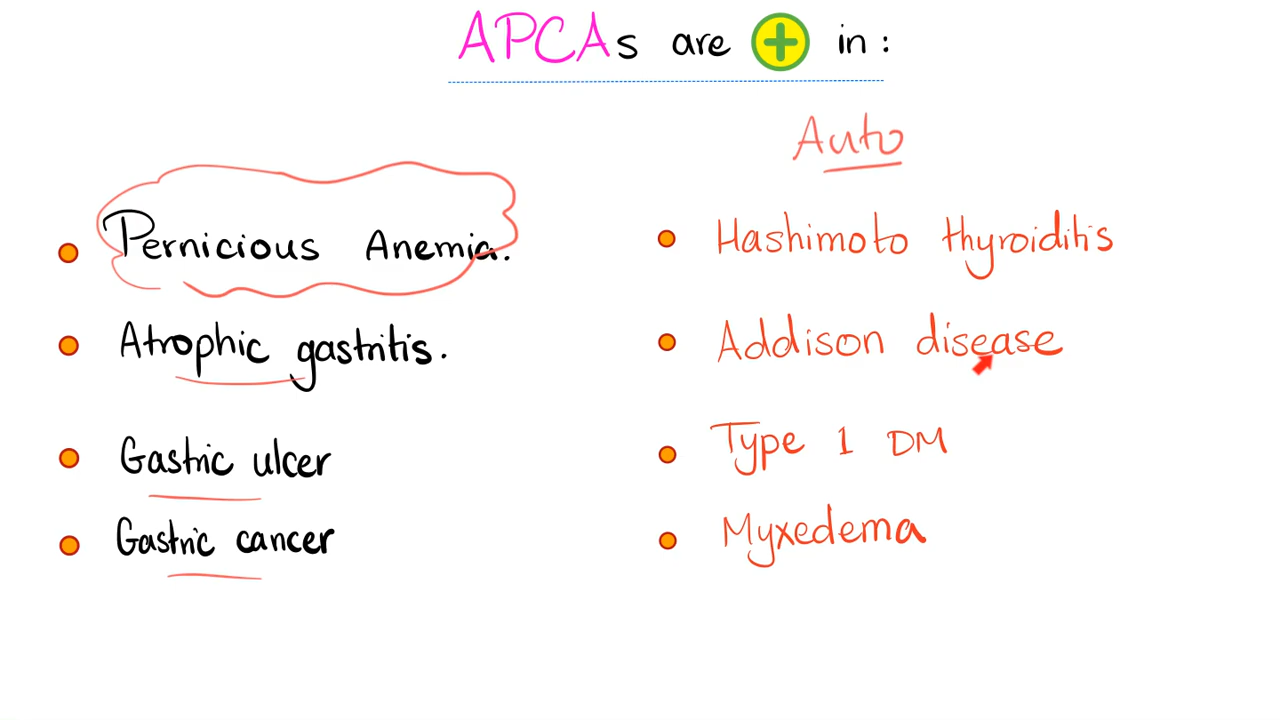 APCAs are + in:
Auto
Pernicious Anemia.
Atrophic gastritis.
Gastric ulcer
Gastric cancer
Hashimoto thyroiditis
Addison disease
Type 1 DM
Myxedema